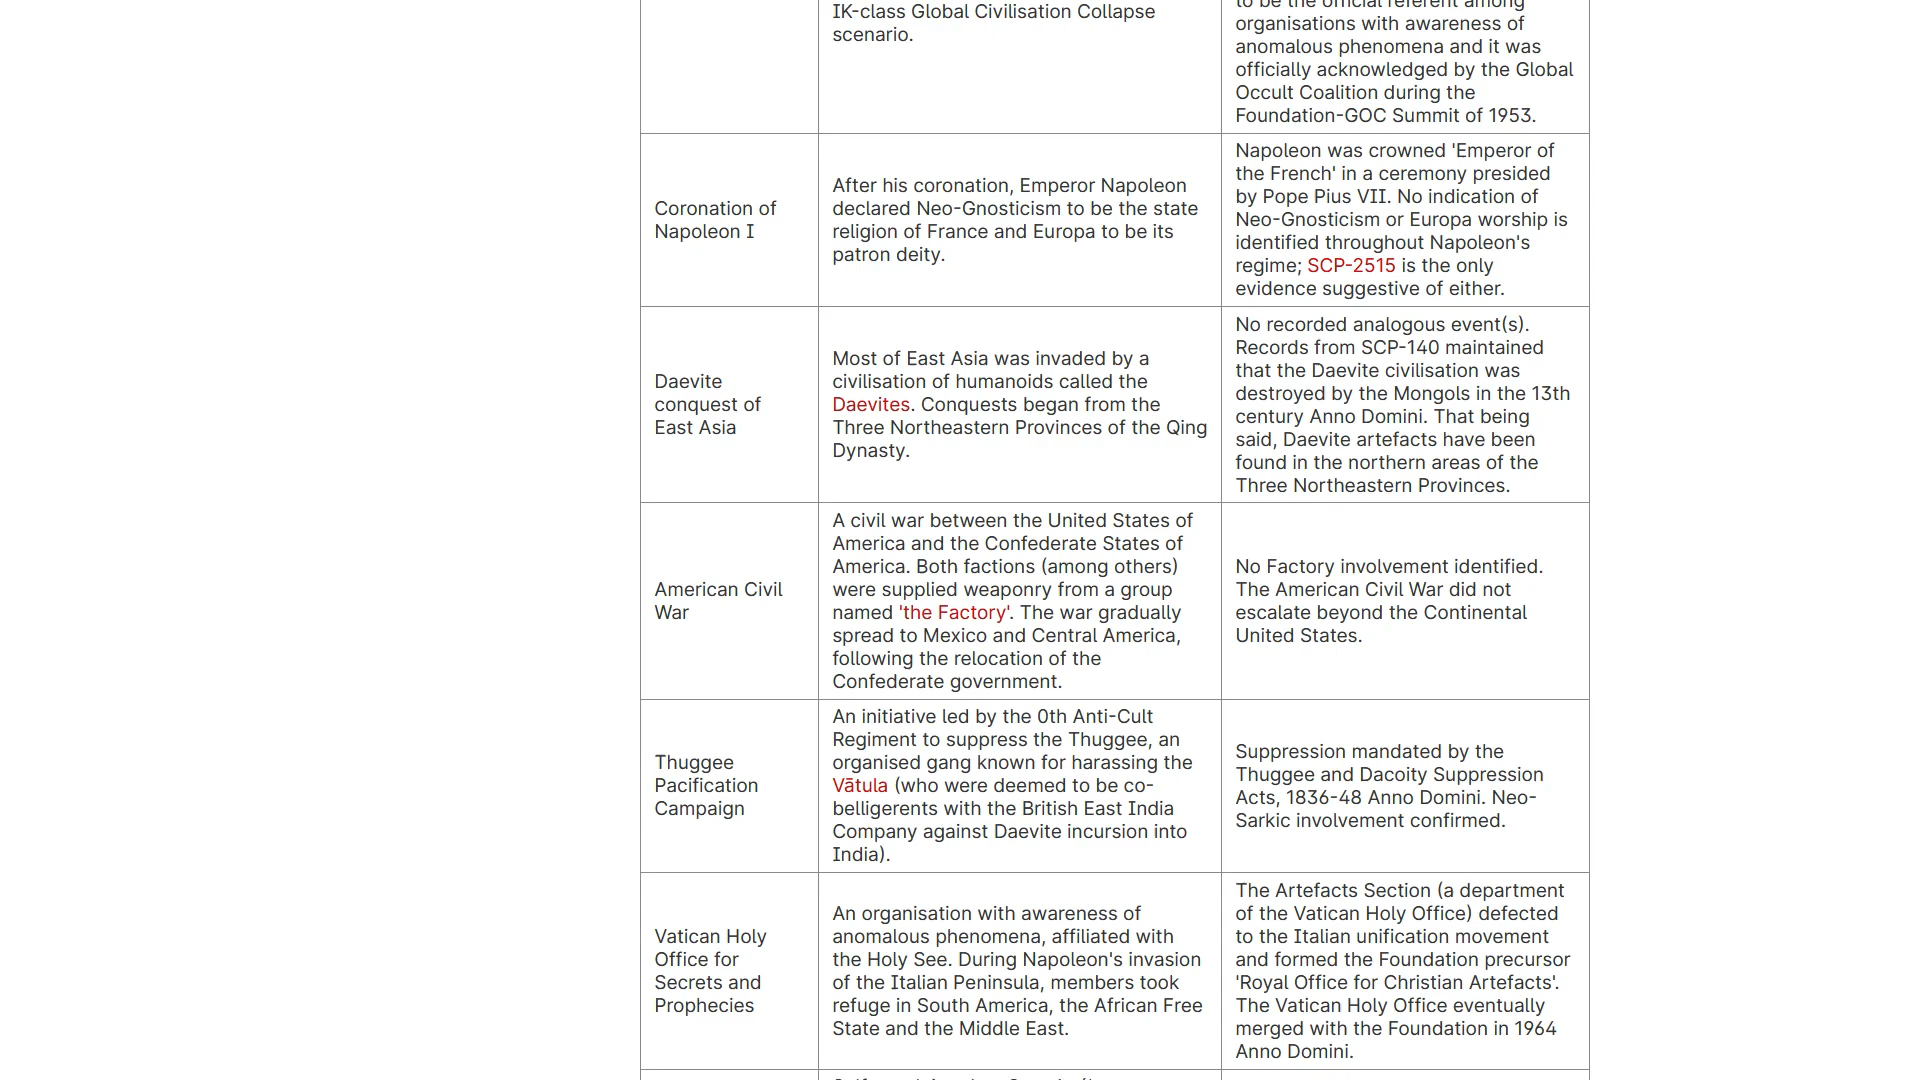 IK-class Global Civilisation Collapse
scenario.
to be the official referent among
organisations with awareness of
anomalous phenomena and it was
officially acknowledged by the Global
Occult Coalition during the
Foundation-GOC Summit of 1953.
Coronation of
Napoleon I
After his coronation, Emperor Napoleon
declared Neo-Gnosticism to be the state
religion of France and Europa to be its
patron deity.
Napoleon was crowned 'Emperor of
the French' in a ceremony presided
by Pope Pius VII. No indication of
Neo-Gnosticism or Europa worship is
identified throughout Napoleon's
regime; SCP-2515 is the only
evidence suggestive of either.
Daevite
conquest of
East Asia
Most of East Asia was invaded by a
civilisation of humanoids called the
Daevites. Conquests began from the
Three Northeastern Provinces of the Qing
Dynasty.
No recorded analogous event(s).
Records from SCP-140 maintained
that the Daevite civilisation was
destroyed by the Mongols in the 13th
century Anno Domini. That being
said, Daevite artefacts have been
found in the northern areas of the
Three Northeastern Provinces.
American Civil
War
A civil war between the United States of
America and the Confederate States of
America. Both factions (among others)
were supplied weaponry from a group
named 'the Factory'. The war gradually
spread to Mexico and Central America,
following the relocation of the
Confederate government.
No Factory involvement identified.
The American Civil War did not
escalate beyond the Continental
United States.
Thuggee
Pacification
Campaign
An initiative led by the 0th Anti-Cult
Regiment to suppress the Thuggee, an
organised gang known for harassing the
Vātula (who were deemed to be co-
belligerents with the British East India
Company against Daevite incursion into
India).
Suppression mandated by the
Thuggee and Dacoity Suppression
Acts, 1836-48 Anno Domini. Neo-
Sarkic involvement confirmed.
Vatican Holy
Office for
Secrets and
Prophecies
An organisation with awareness of
anomalous phenomena, affiliated with
the Holy See. During Napoleon's invasion
of the Italian Peninsula, members took
refuge in South America, the African Free
State and the Middle East.
The Artefacts Section (a department
of the Vatican Holy Office) defected
to the Italian unification movement
and formed the Foundation precursor
'Royal Office for Christian Artefacts'.
The Vatican Holy Office eventually
merged with the Foundation in 1964
Anno Domini.